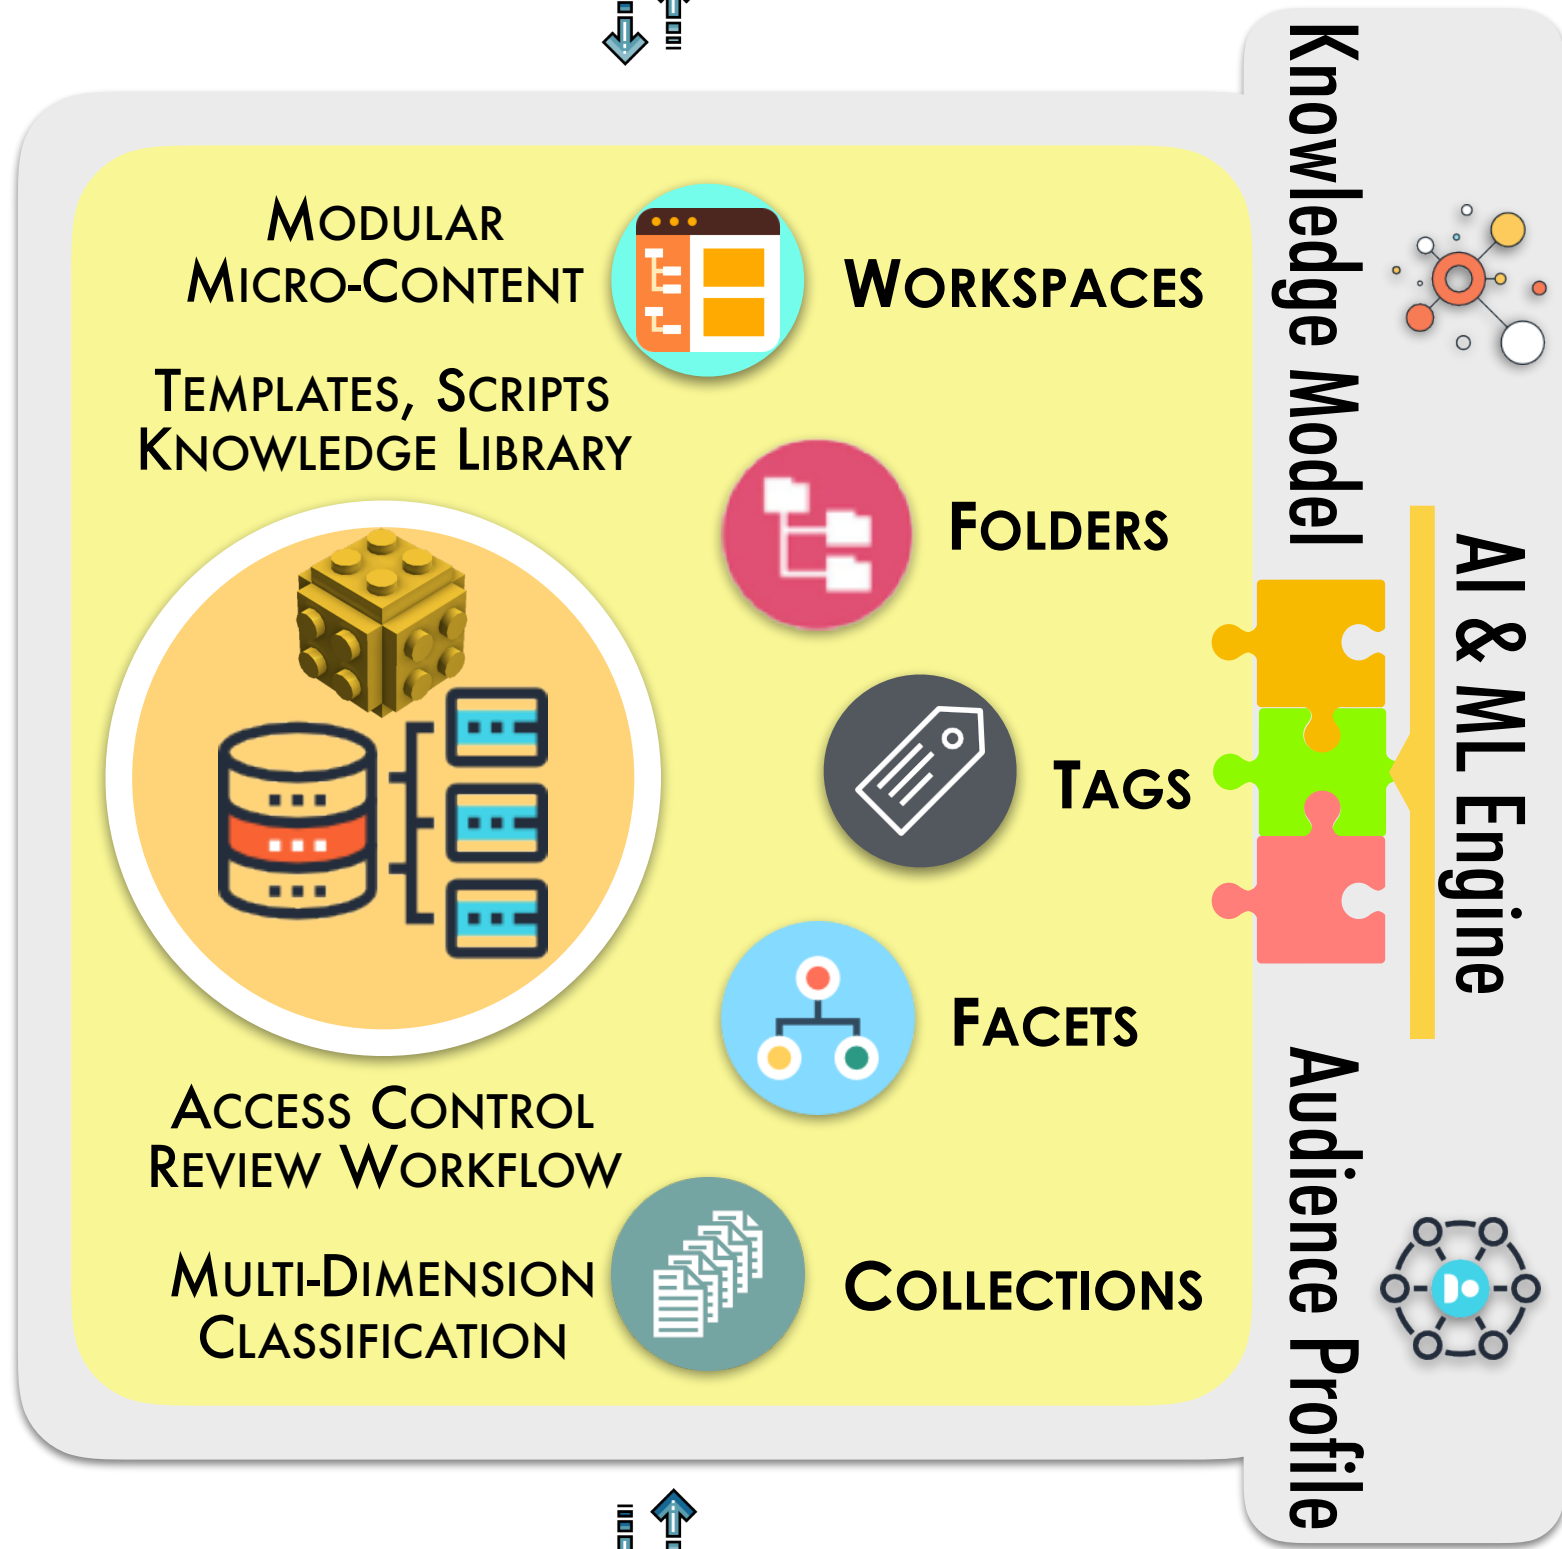 Modular
Micro-Content
Templates, Scripts
Knowledge Library
Access Control
Review Workflow
Multi-Dimension
Classification
Workspaces
Folders
Tags
Facets
Collections
Knowledge Model
AI & ML Engine
Audience Profile